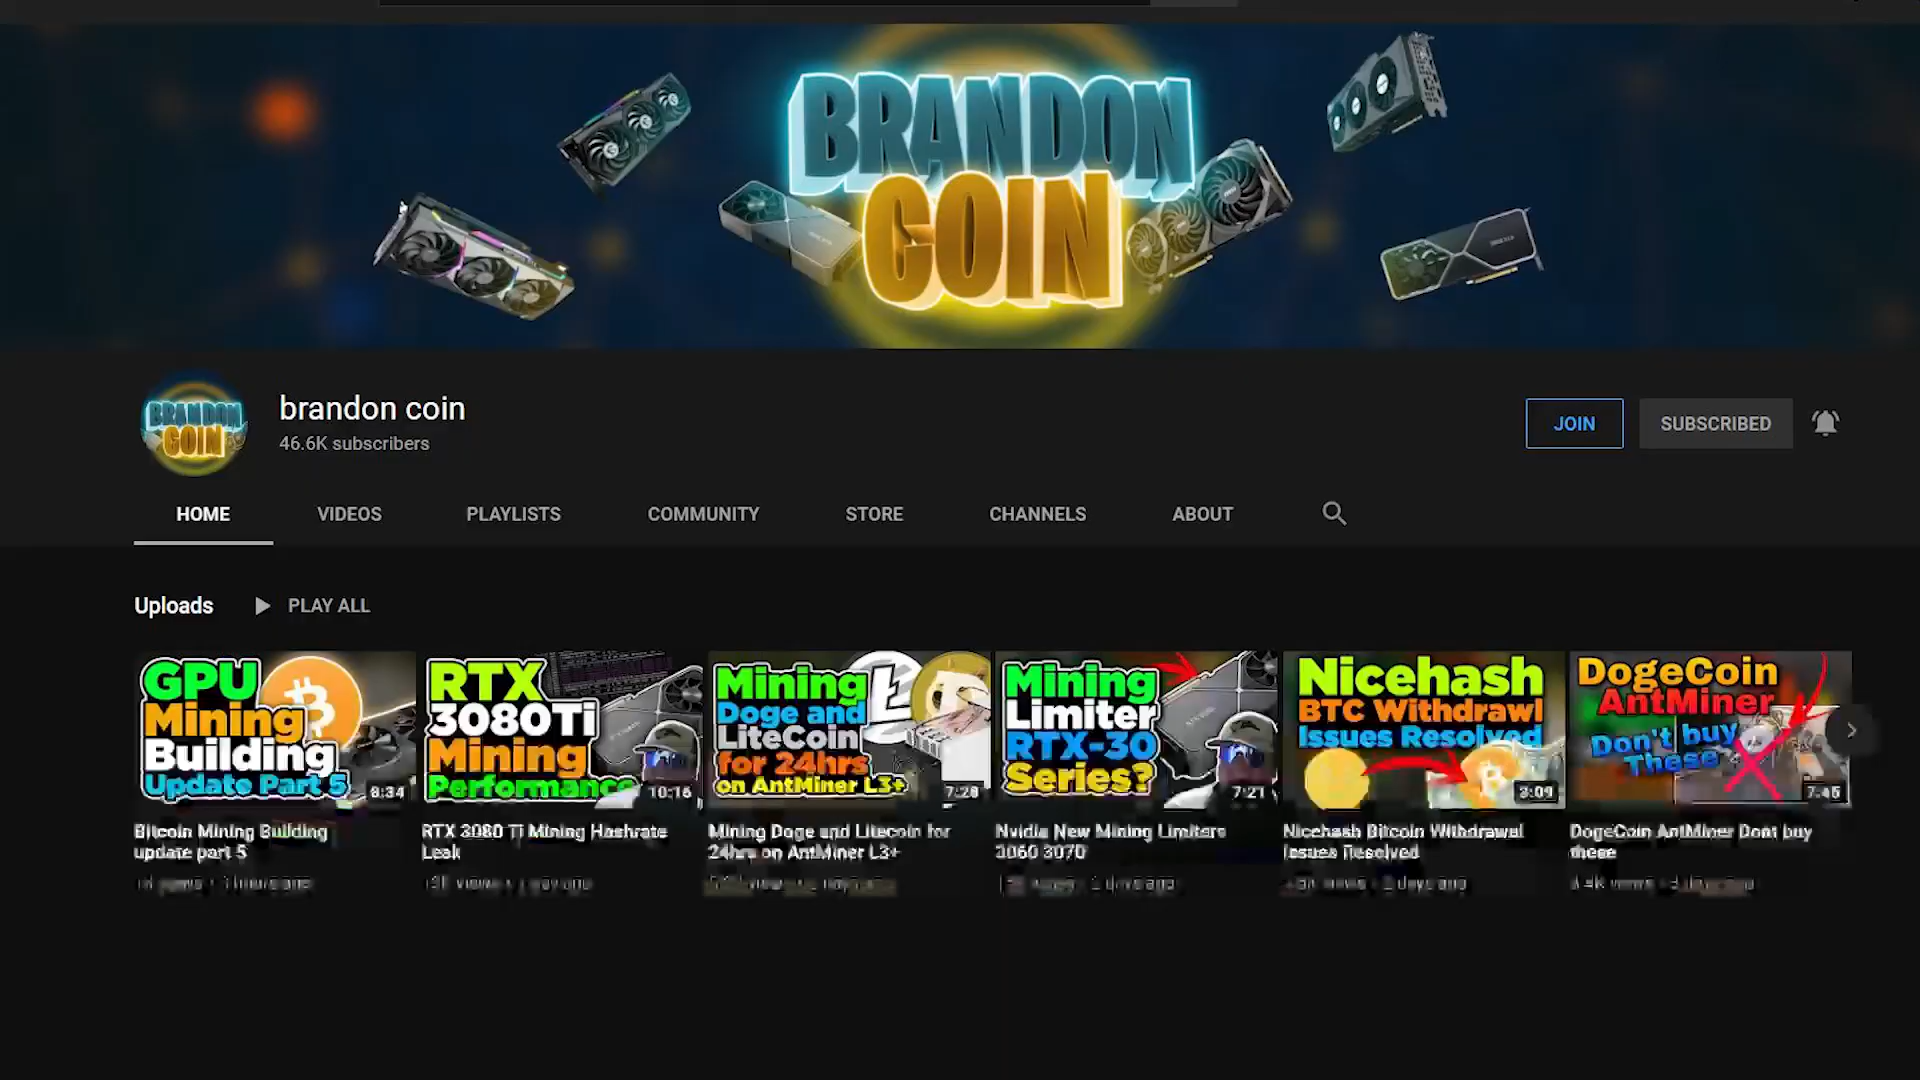 BRANDON
COIN
BRANDON
COIN
brandon coin
46.6K subscribers
JOIN
SUBSCRIBED
HOME
VIDEOS
PLAYLISTS
COMMUNITY
STORE
CHANNELS
ABOUT
Uploads
PLAY ALL
GPU
Mining
Building
Update Part 5
8:34
Bitcoin Mining Building
update part 5
RTX
3080Ti
Mining
Performance
10:16
RTX 3080 Ti Mining Hashrate
Leak
Mining
Doge and
LiteCoin
for 24hrs
on AntMiner L3+
7:28
Mining Doge and Litecoin for
24hrs on AntMiner L3+
Mining
Limiter
RTX-30
Series?
7:21
Nvidia New Mining Limiters
3060 3070
Nicehash
BTC Withdrawl
Issues Resolved
3:09
Nicehash Bitcoin Withdrawal
Issues Resolved
DogeCoin
AntMiner
Don't buy
These
7:45
DogeCoin AntMiner Dont buy
these